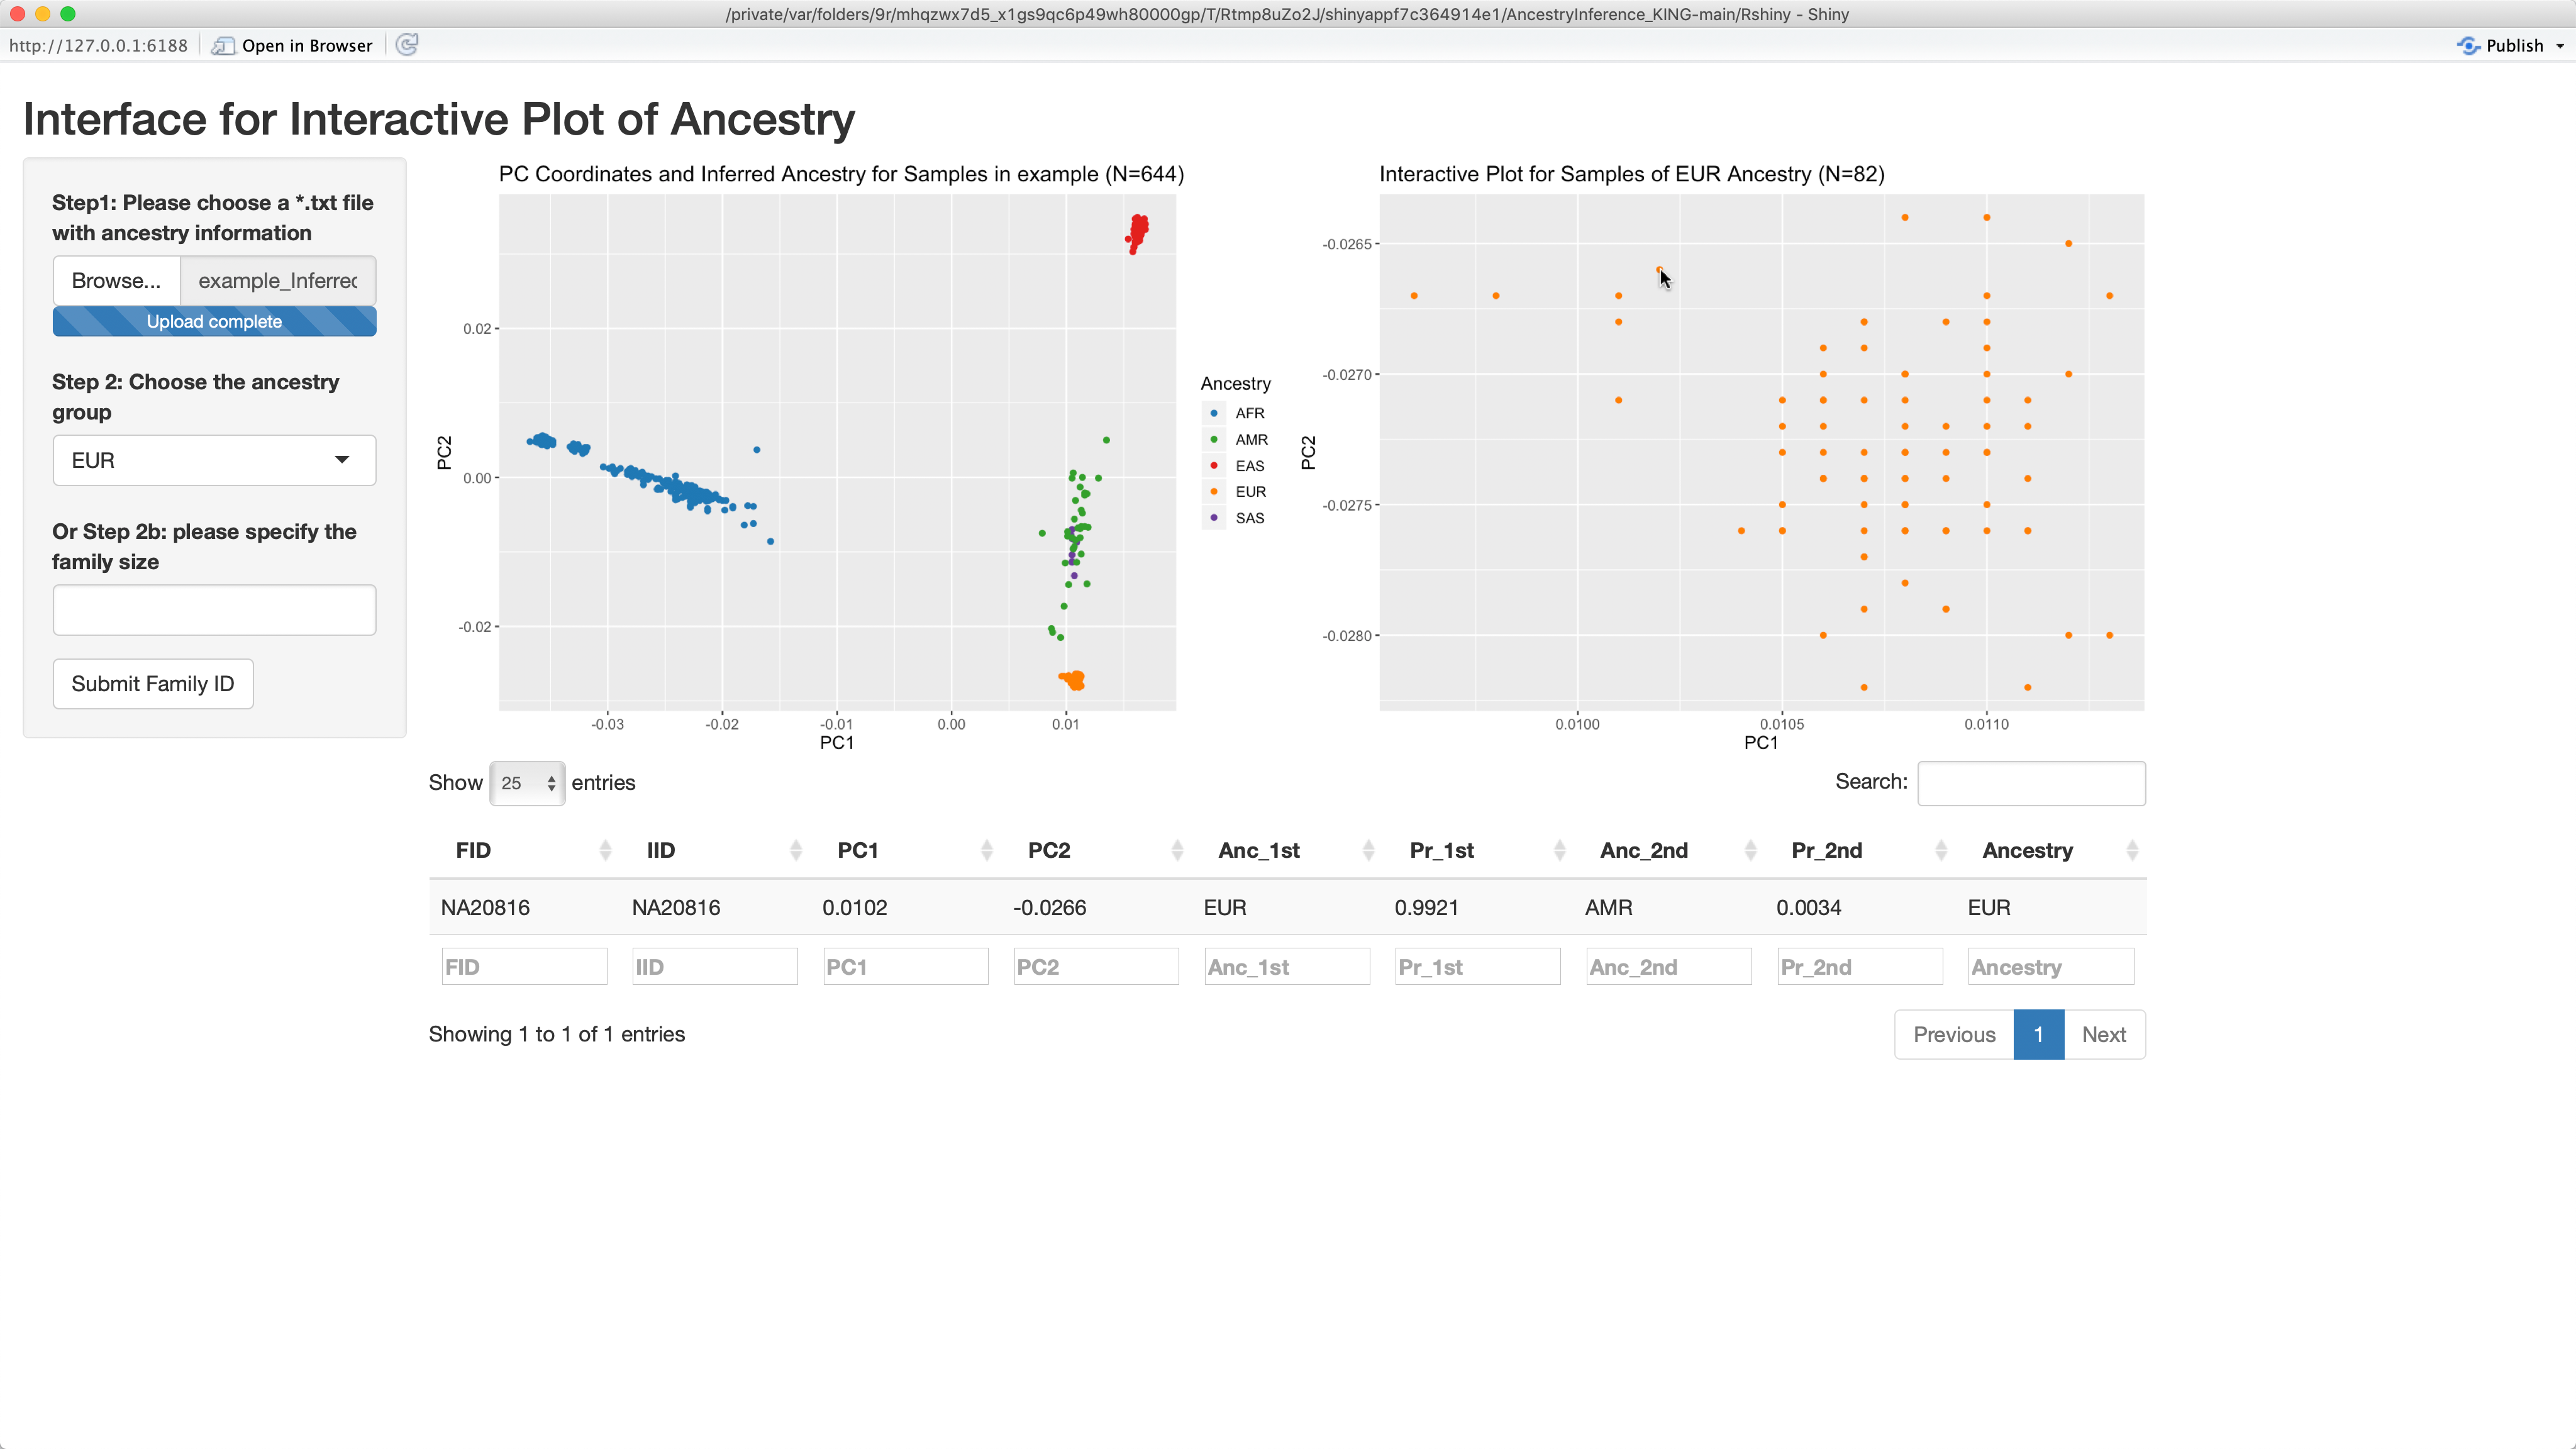 /private/var/folders/9r/mhqzwx7d5_x1gs9qc6p49wh80000gp/T/Rtmp8uZo2J/shinyappf7c364914e1/AncestryInference_KING-main/Rshiny - Shiny
http://127.0.0.1:6188 Open in Browser Publish
Interface for Interactive Plot of Ancestry
Step1: Please choose a *.txt file
with ancestry information
Browse... example_Inferrec
Upload complete
Step 2: Choose the ancestry
group
EUR
Or Step 2b: please specify the
family size
Submit Family ID
PC Coordinates and Inferred Ancestry for Samples in example (N=644)
PC2
0.02
0.00
-0.02
-0.03 -0.02 -0.01 0.00 0.01
PC1
Ancestry
AFR
AMR
EAS
EUR
SAS
Interactive Plot for Samples of EUR Ancestry (N=82)
PC2
-0.0265
-0.0270
-0.0275
-0.0280
0.0100 0.0105 0.0110
PC1
Show 25 entries Search:
FID IID PC1 PC2 Anc_1st Pr_1st Anc_2nd Pr_2nd Ancestry
NA20816 NA20816 0.0102 -0.0266 EUR 0.9921 AMR 0.0034 EUR
FID IID PC1 PC2 Anc_1st Pr_1st Anc_2nd Pr_2nd Ancestry
Showing 1 to 1 of 1 entries Previous 1 Next